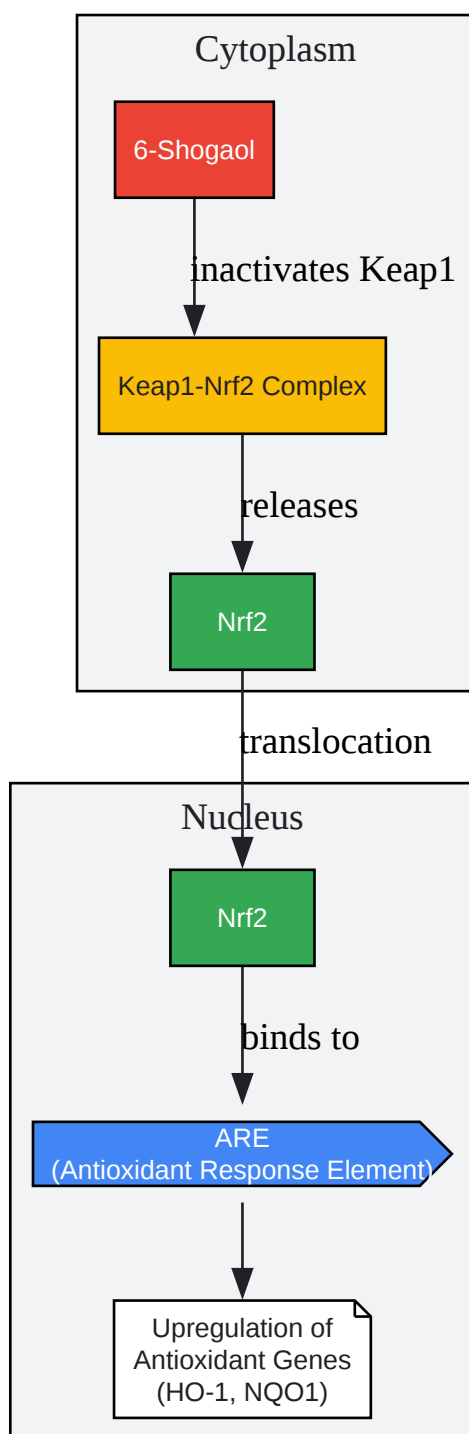 Cytoplasm
6-Shogaol
inactivates Keap1
Keap1-Nrf2 Complex
releases
Nrf2
translocation
Nucleus
Nrf2
binds to
ARE
(Antioxidant Response Element)
Upregulation of
Antioxidant Genes
(HO-1, NQO1)